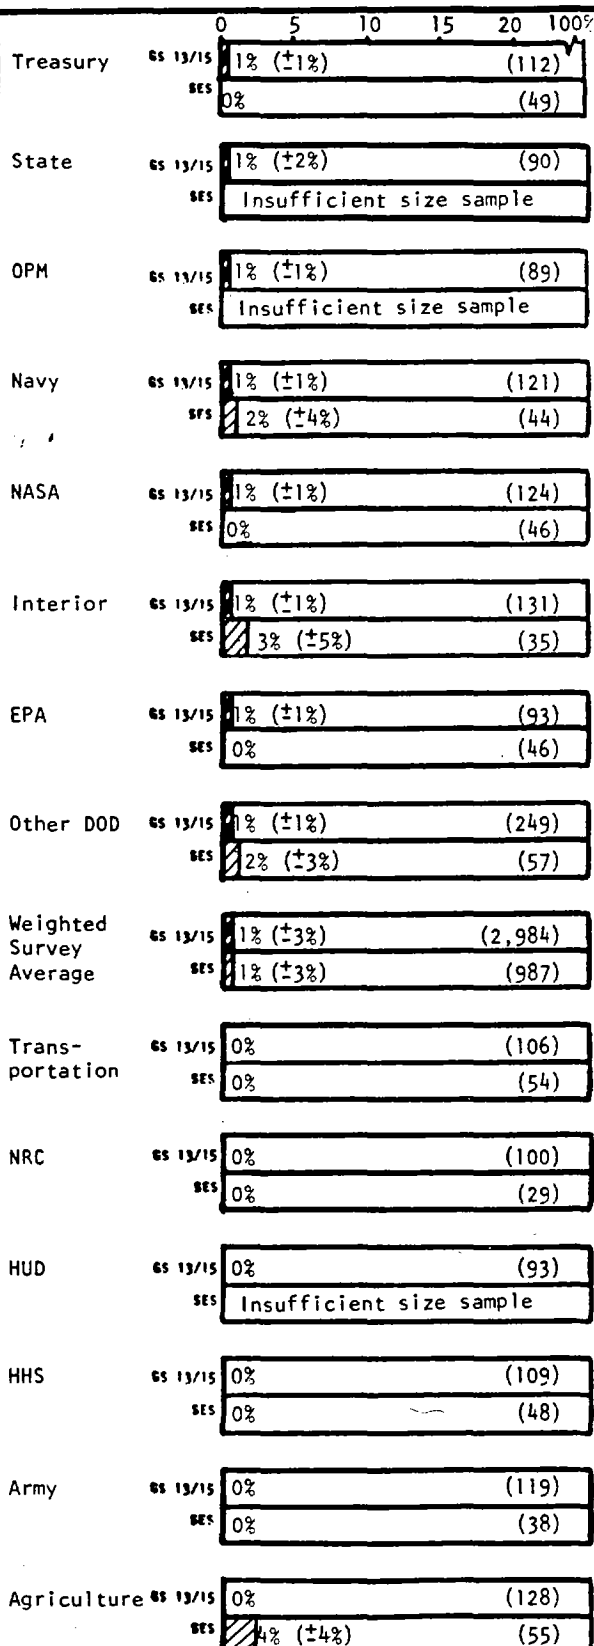 0 5 10 15 20 100%
Treasury GS 13/15 1% (±1%) (112)
SES 0% (49)
State GS 13/15 1% (±2%) (90)
SES Insufficient size sample
OPM GS 13/15 1% (±1%) (89)
SES Insufficient size sample
Navy GS 13/15 1% (±1%) (121)
SES 2% (±4%) (44)
NASA GS 13/15 1% (±1%) (124)
SES 0% (46)
Interior GS 13/15 1% (±1%) (131)
SES 3% (±5%) (35)
EPA GS 13/15 1% (±1%) (93)
SES 0% (46)
Other DOD GS 13/15 1% (±1%) (249)
SES 2% (±3%) (57)
Weighted
Survey GS 13/15 1% (±3%) (2,984)
Average SES 1% (±3%) (987)
Trans- GS 13/15 0% (106)
portation SES 0% (54)
NRC GS 13/15 0% (100)
SES 0% (29)
HUD GS 13/15 0% (93)
SES Insufficient size sample
HHS GS 13/15 0% (109)
SES 0% (48)
Army GS 13/15 0% (119)
SES 0% (38)
Agriculture GS 13/15 0% (128)
SES 4% (±4%) (55)